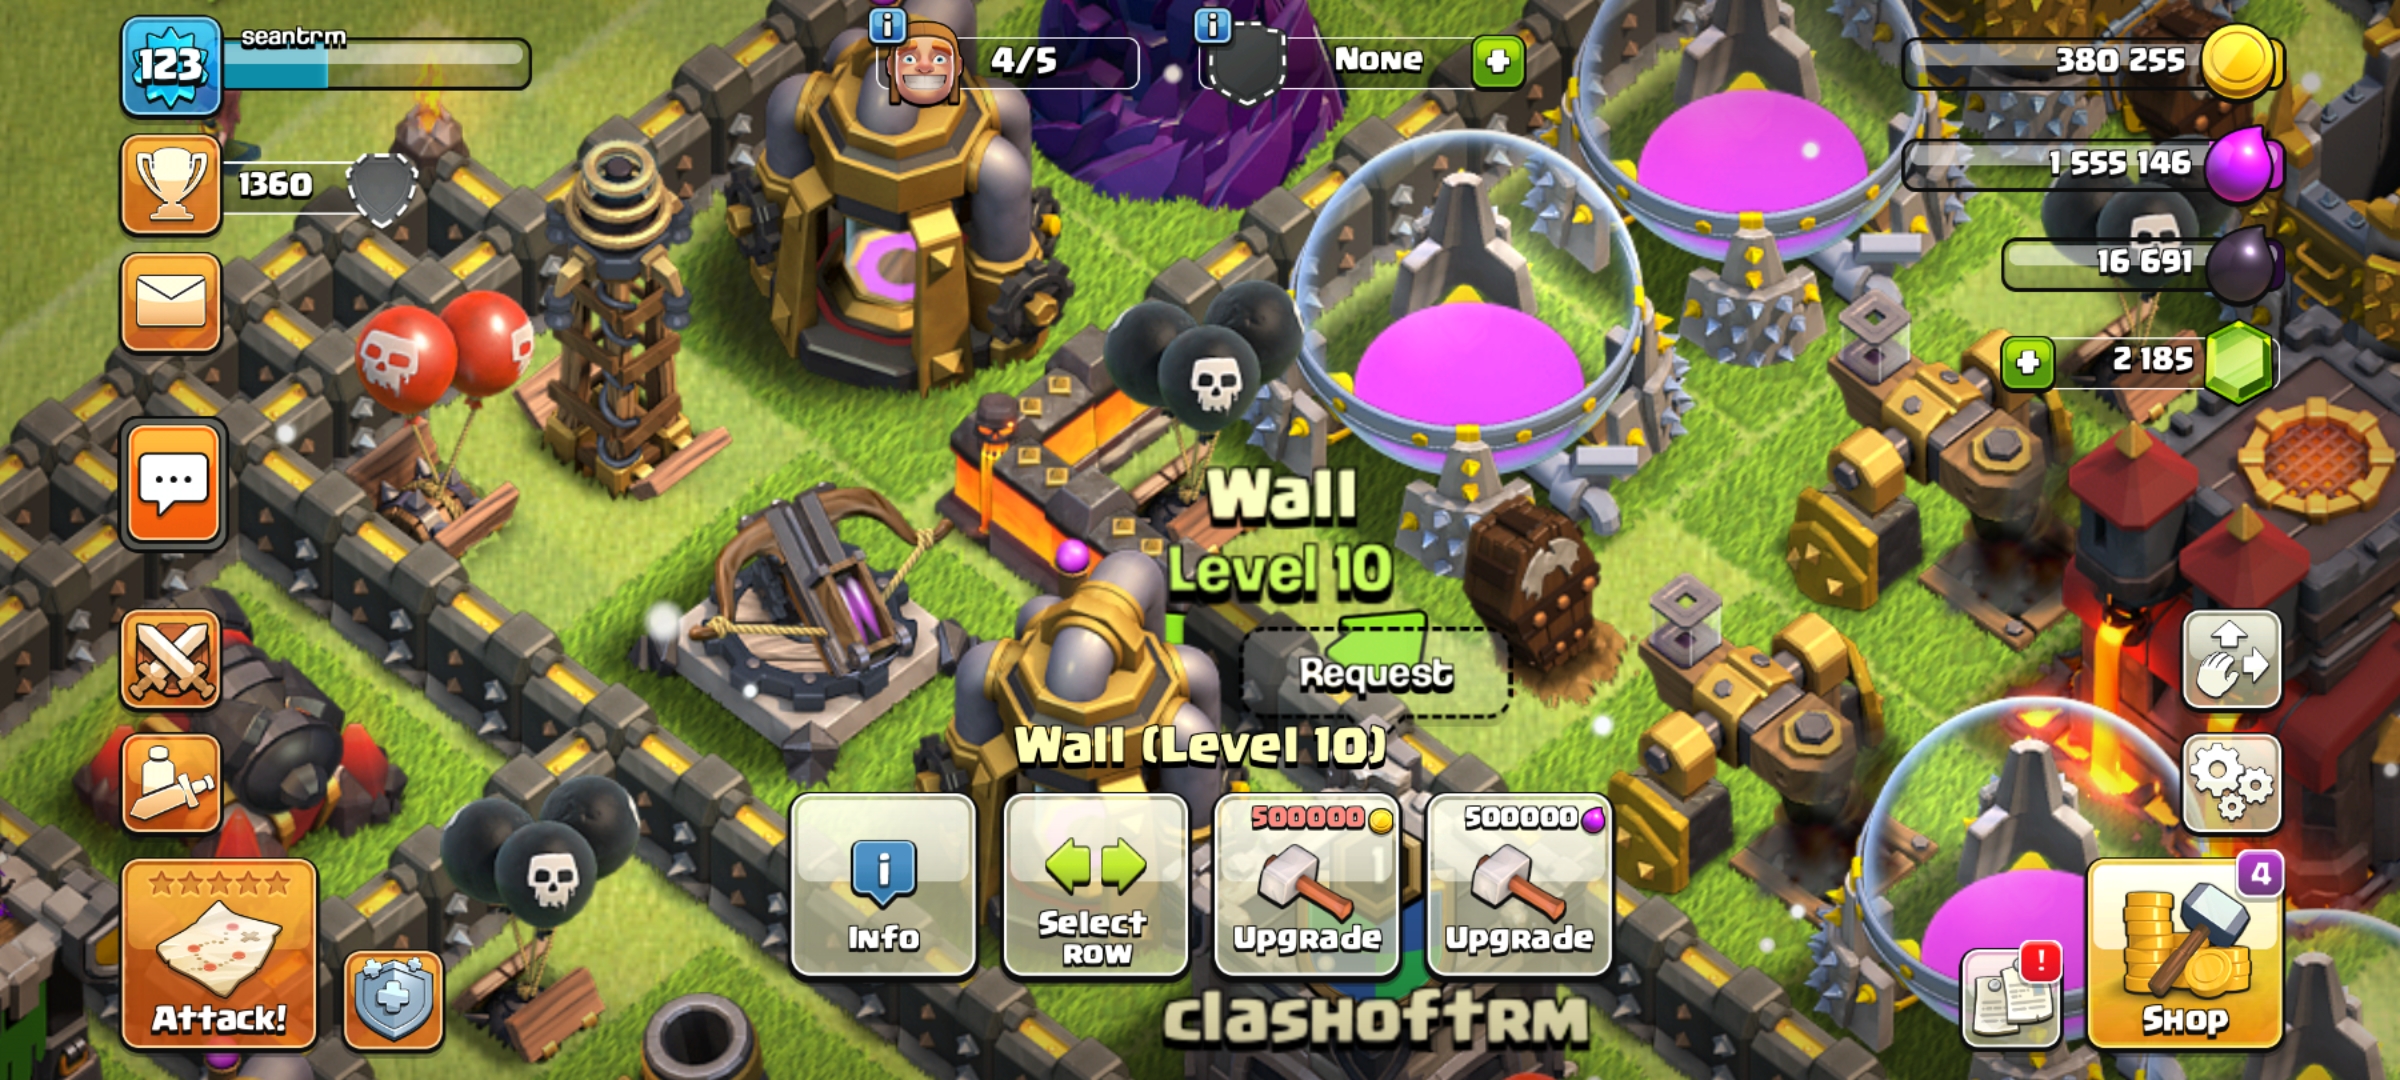 123
seantrm
4/5
None
380 255
1360
1 555 146
16 691
2 185
Wall
Level 10
Request
Wall (Level 10)
500000
500000
Info
Select
Row
Upgrade
Upgrade
1
4
!
Attack!
Shop
clashoftrm